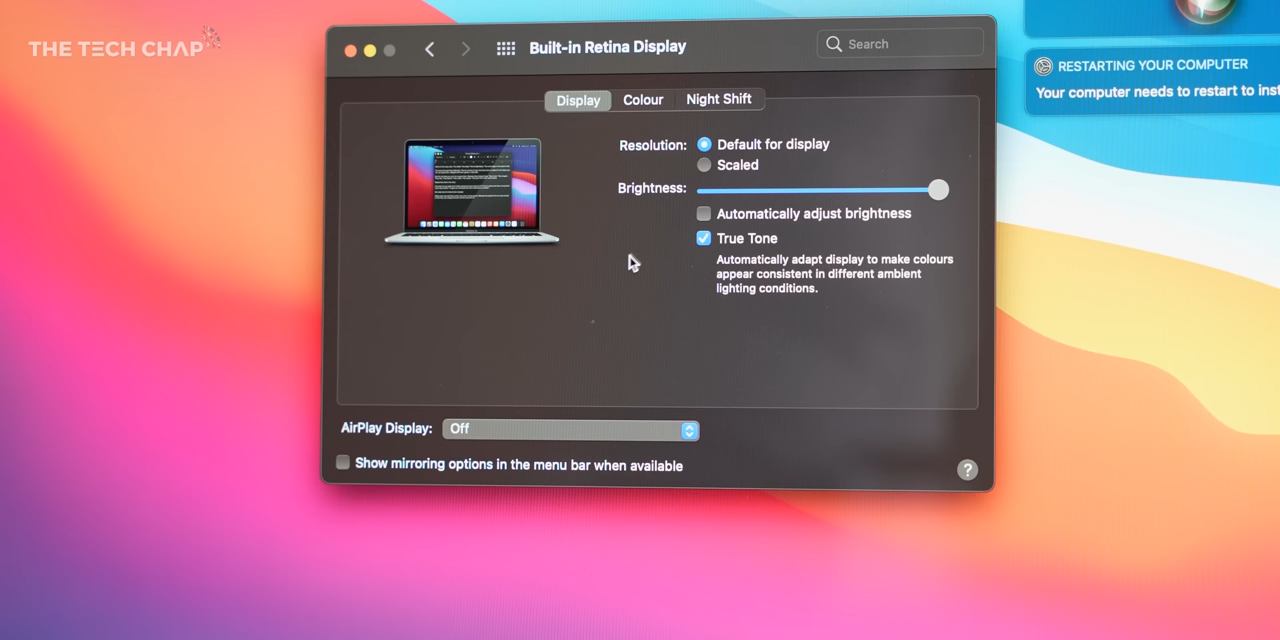 THE TECH CHAP
Built-in Retina Display
Search
RESTARTING YOUR COMPUTER
Your computer needs to restart to inst
Display
Colour
Night Shift
Resolution:
Default for display
Scaled
Brightness:
Automatically adjust brightness
True Tone
Automatically adapt display to make colours
appear consistent in different ambient
lighting conditions.
AirPlay Display:
Off
Show mirroring options in the menu bar when available
?